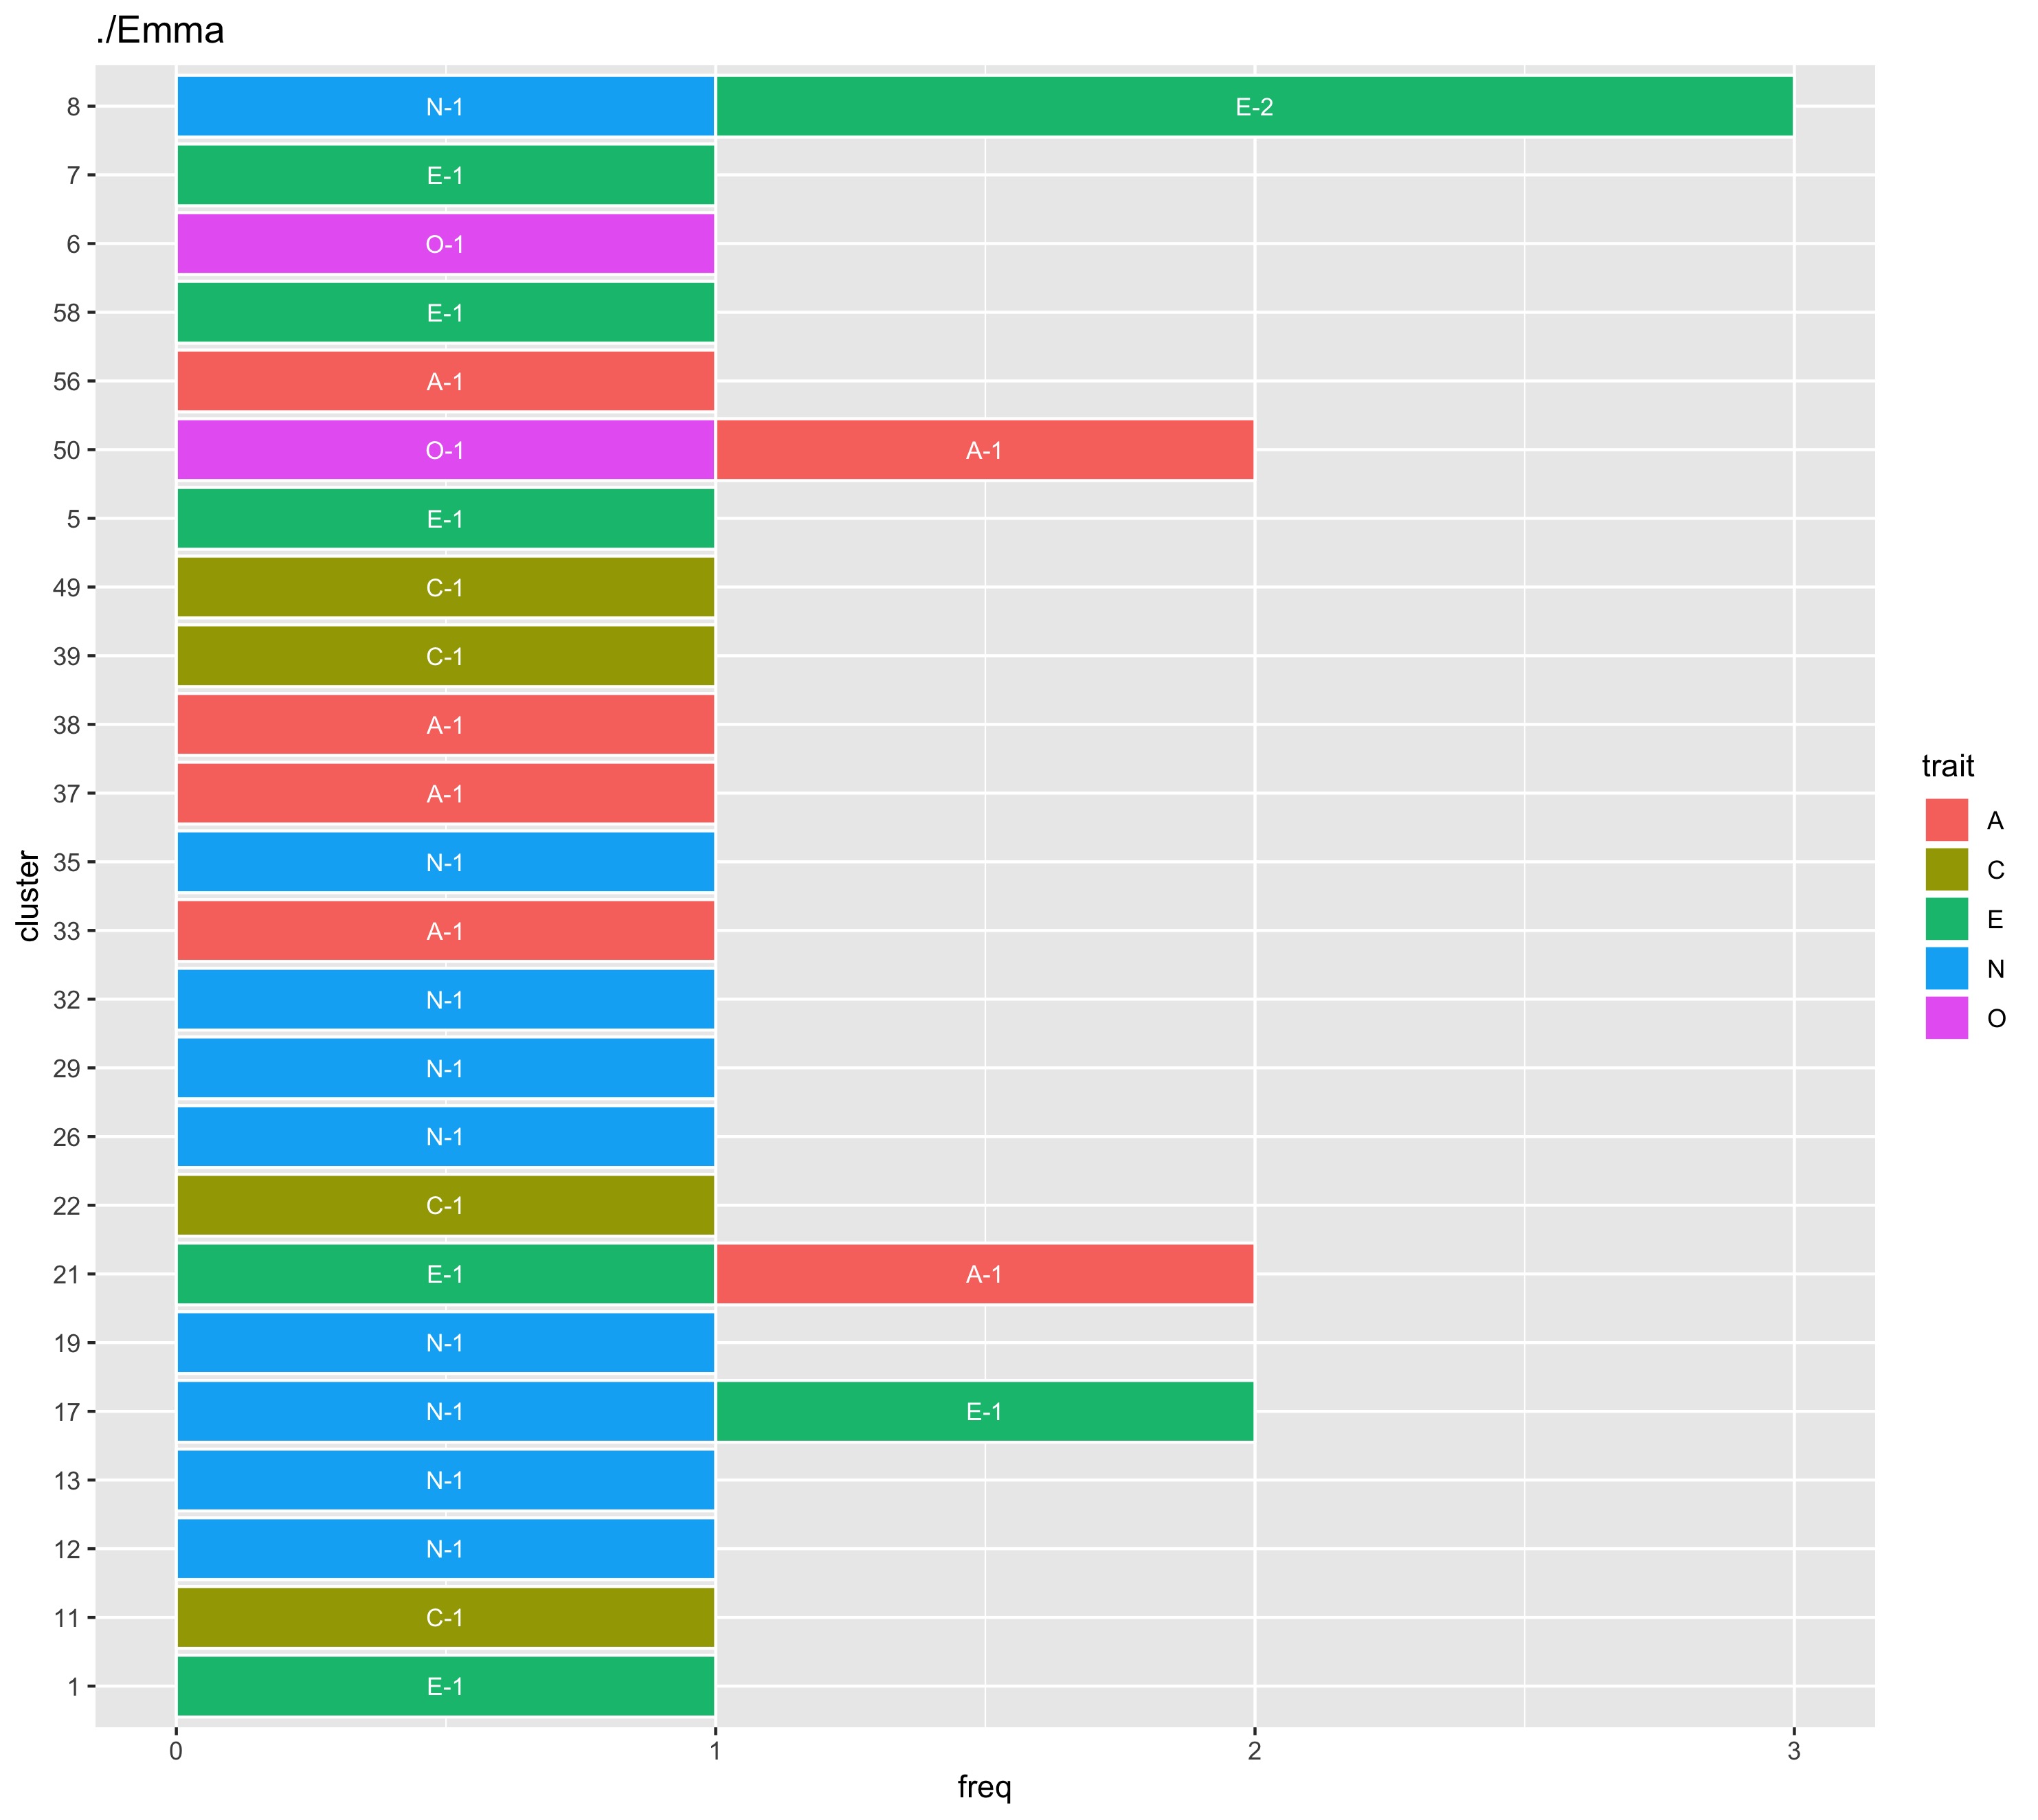 ./Emma
cluster
8 N-1 E-2
7 E-1
6 O-1
58 E-1
56 A-1
50 O-1 A-1
5 E-1
49 C-1
39 C-1
38 A-1
37 A-1
35 N-1
33 A-1
32 N-1
29 N-1
26 N-1
22 C-1
21 E-1 A-1
19 N-1
17 N-1 E-1
13 N-1
12 N-1
11 C-1
1 E-1
0 1 2 3
freq
trait
A
C
E
N
O